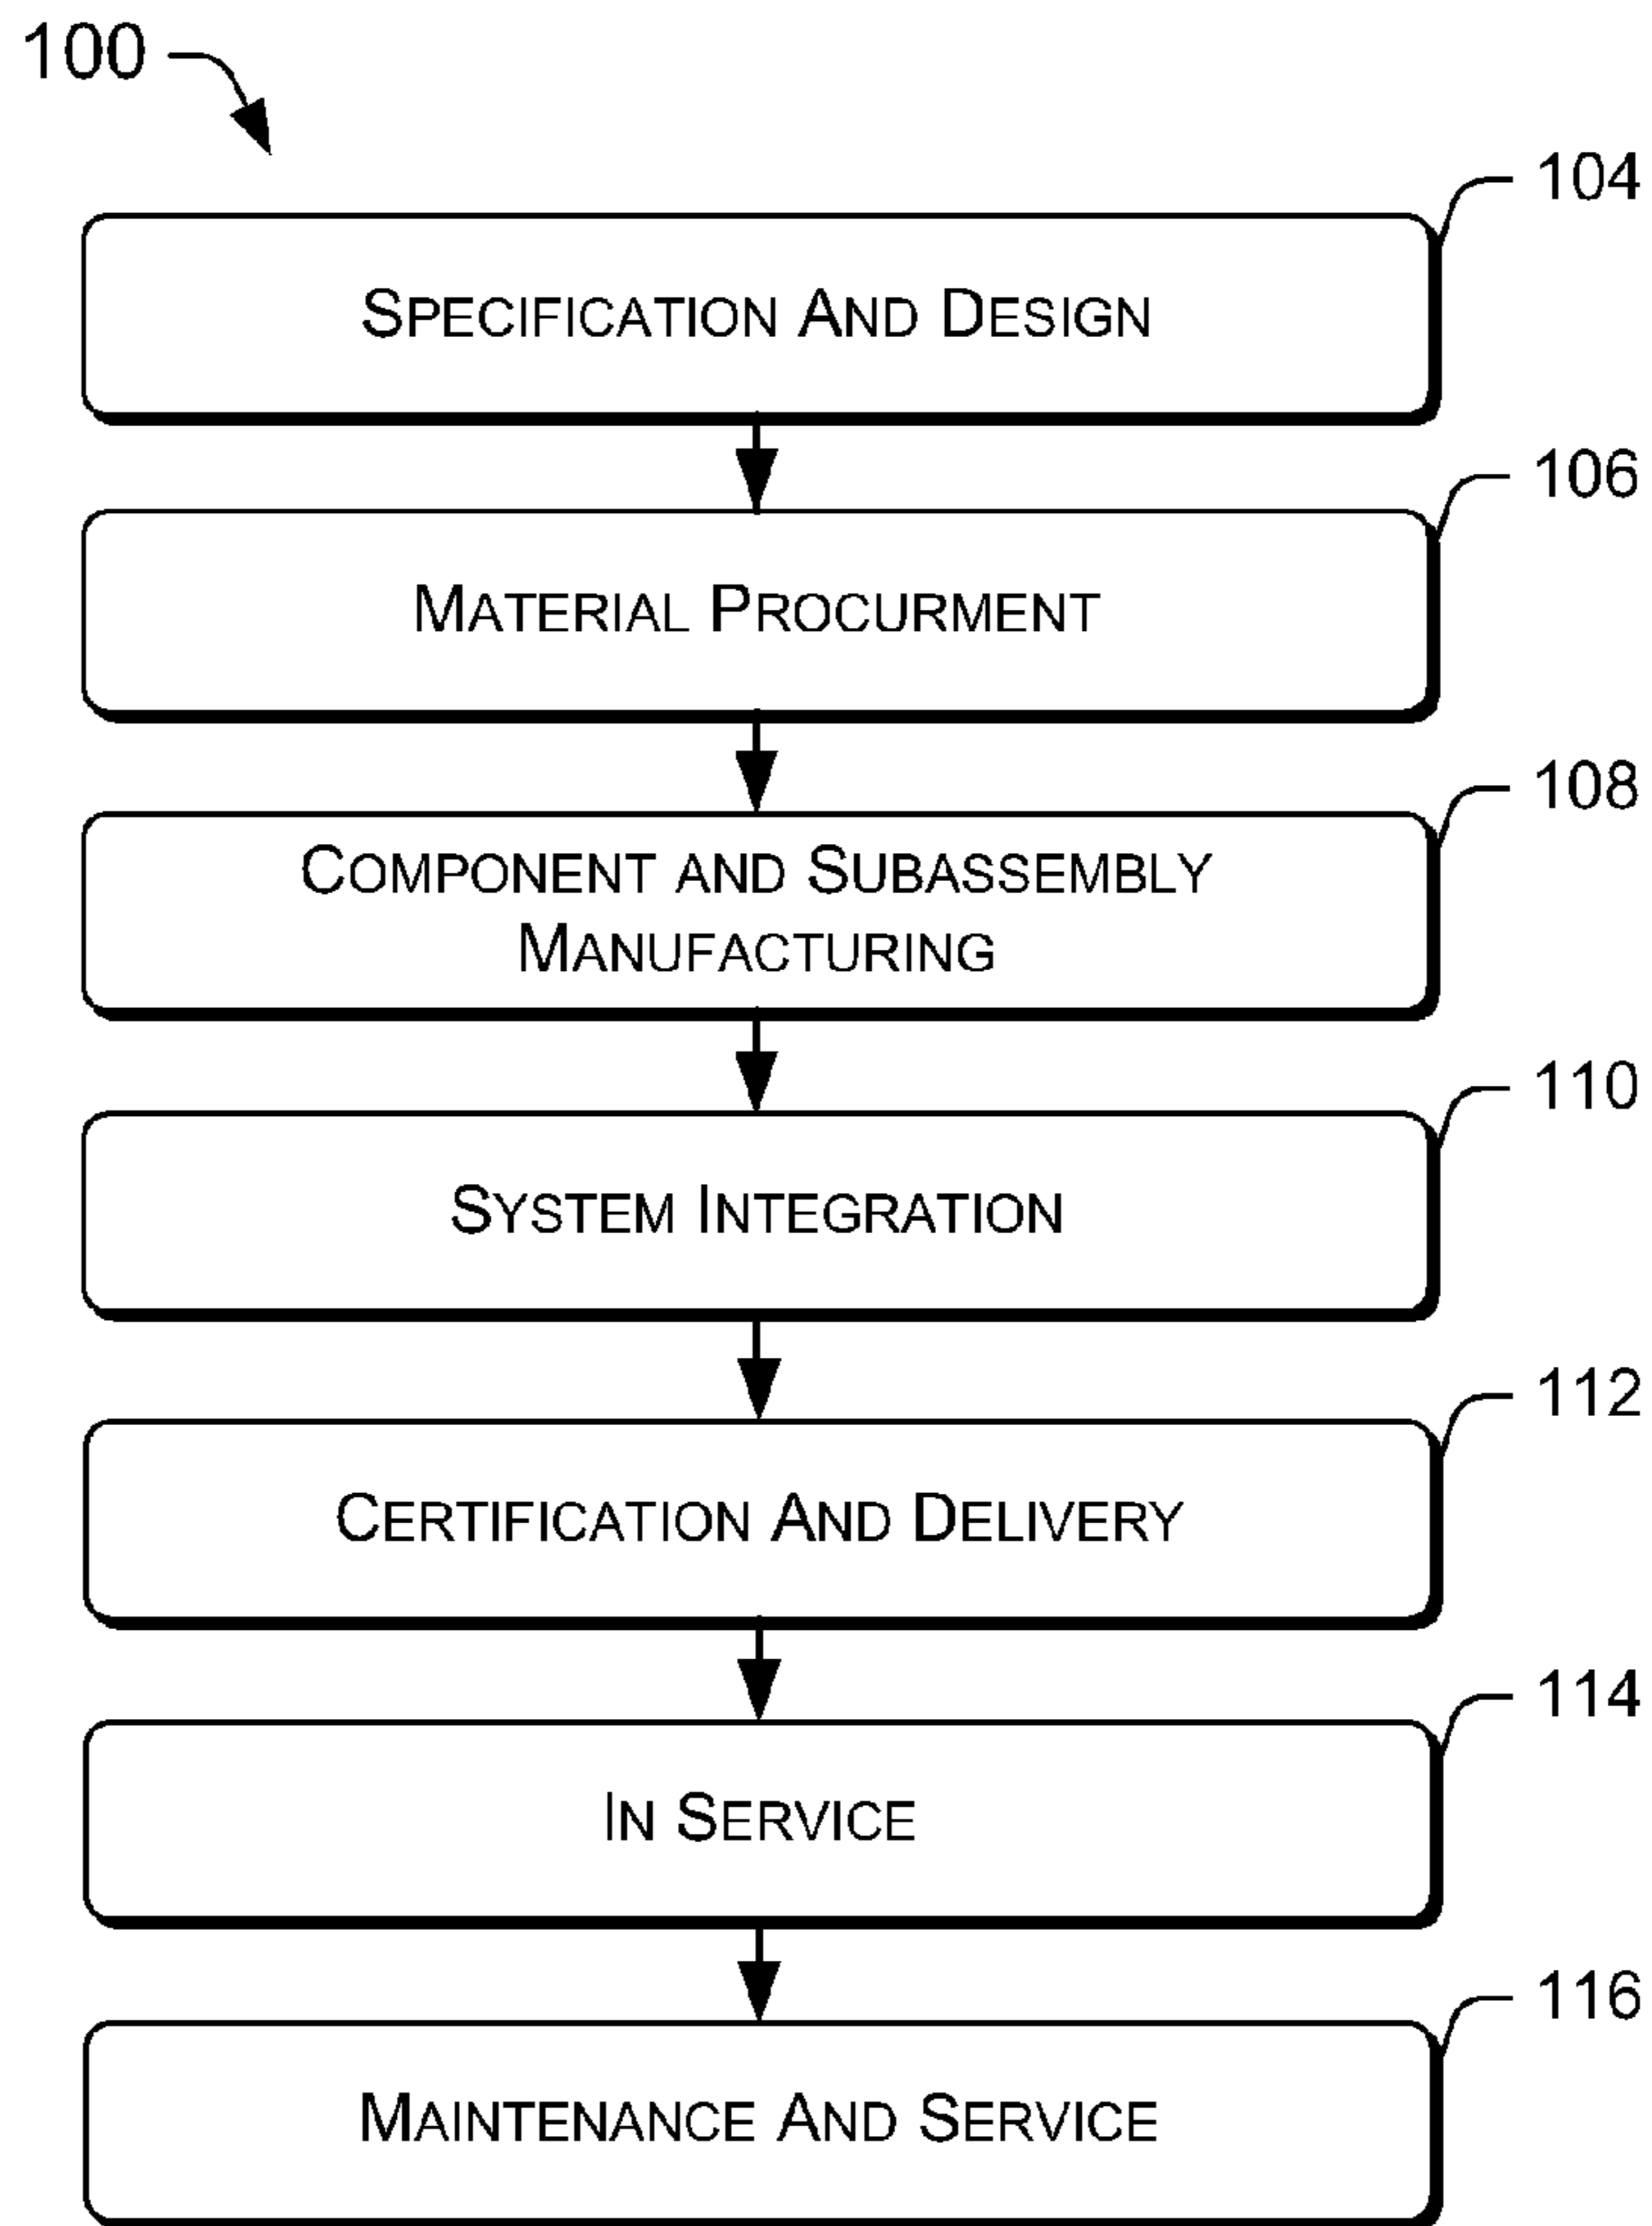 100
104
SPECIFICATION AND DESIGN
106
MATERIAL PROCURMENT
108
COMPONENT AND SUBASSEMBLY
MANUFACTURING
110
SYSTEM INTEGRATION
112
CERTIFICATION AND DELIVERY
114
IN SERVICE
116
MAINTENANCE AND SERVICE